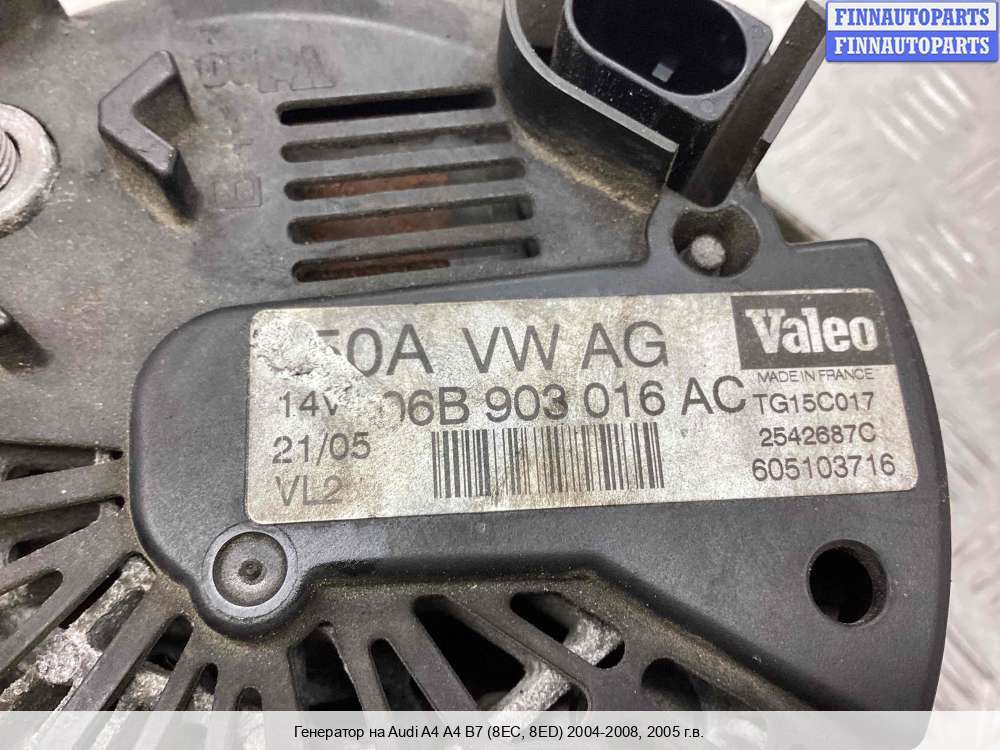 FINNAUTOPARTS
FINNAUTOPARTS
50A VW AG
Valeo
MADE IN FRANCE
14V 06B 903 016 AC
TG15C017
21/05
2542687C
VL2
605103716
Генератор на Audi A4 A4 B7 (8EC, 8ED) 2004-2008, 2005 г.в.